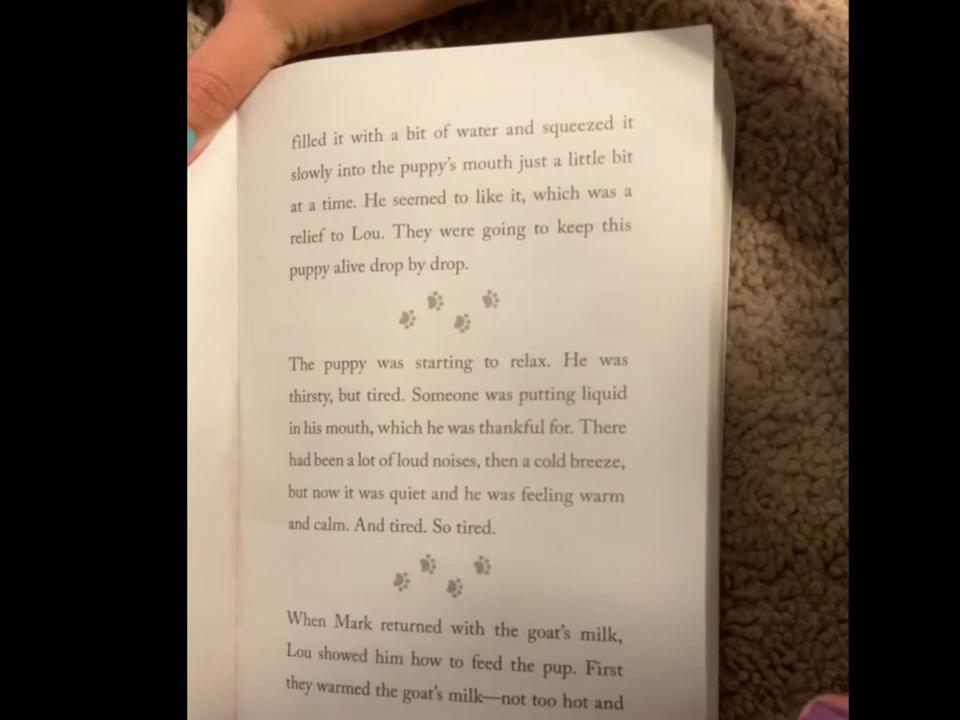 filled it with a bit of water and squeezed it
slowly into the puppy's mouth just a little bit
at a time. He seemed to like it, which was a
relief to Lou. They were going to keep this
puppy alive drop by drop.
The puppy was starting to relax. He was
thirsty, but tired. Someone was putting liquid
in his mouth, which he was thankful for. There
had been a lot of loud noises, then a cold breeze,
but now it was quiet and he was feeling warm
and calm. And tired. So tired.
When Mark returned with the goat's milk,
Lou showed him how to feed the pup. First
they warmed the goat's milk—not too hot and